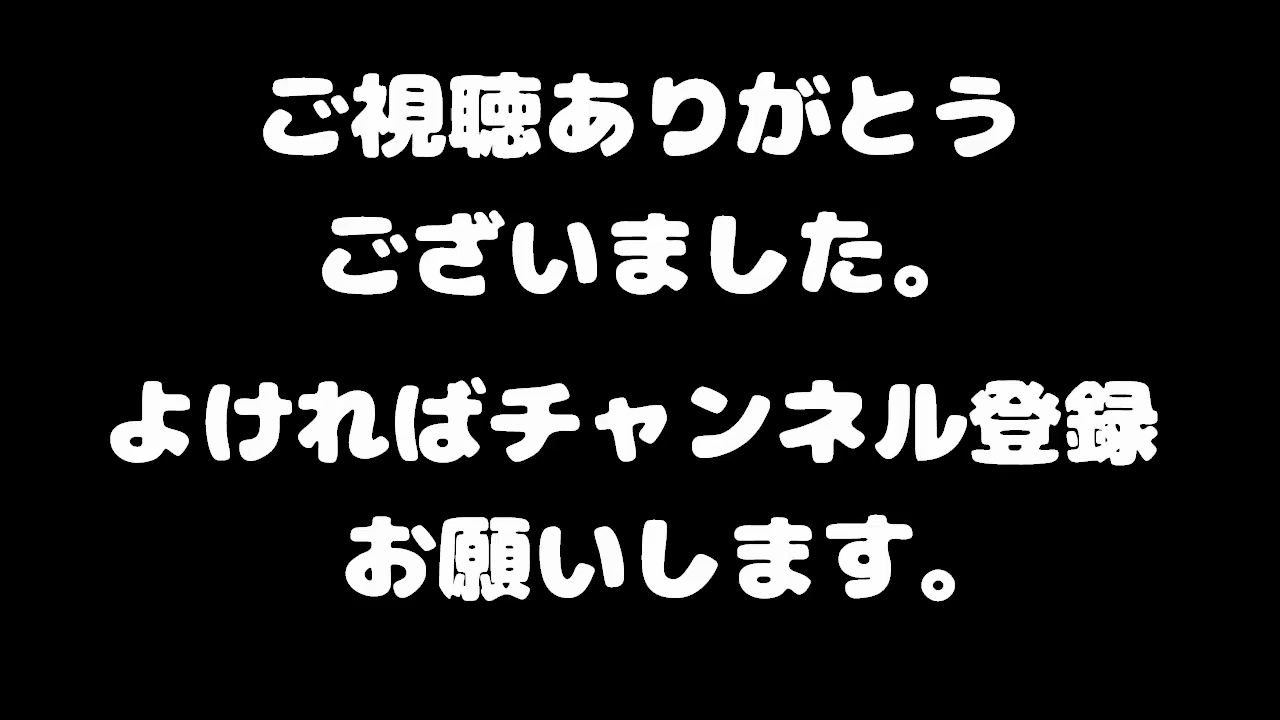 ご視聴ありがとう
ございました。
よければチャンネル登録
お願いします。